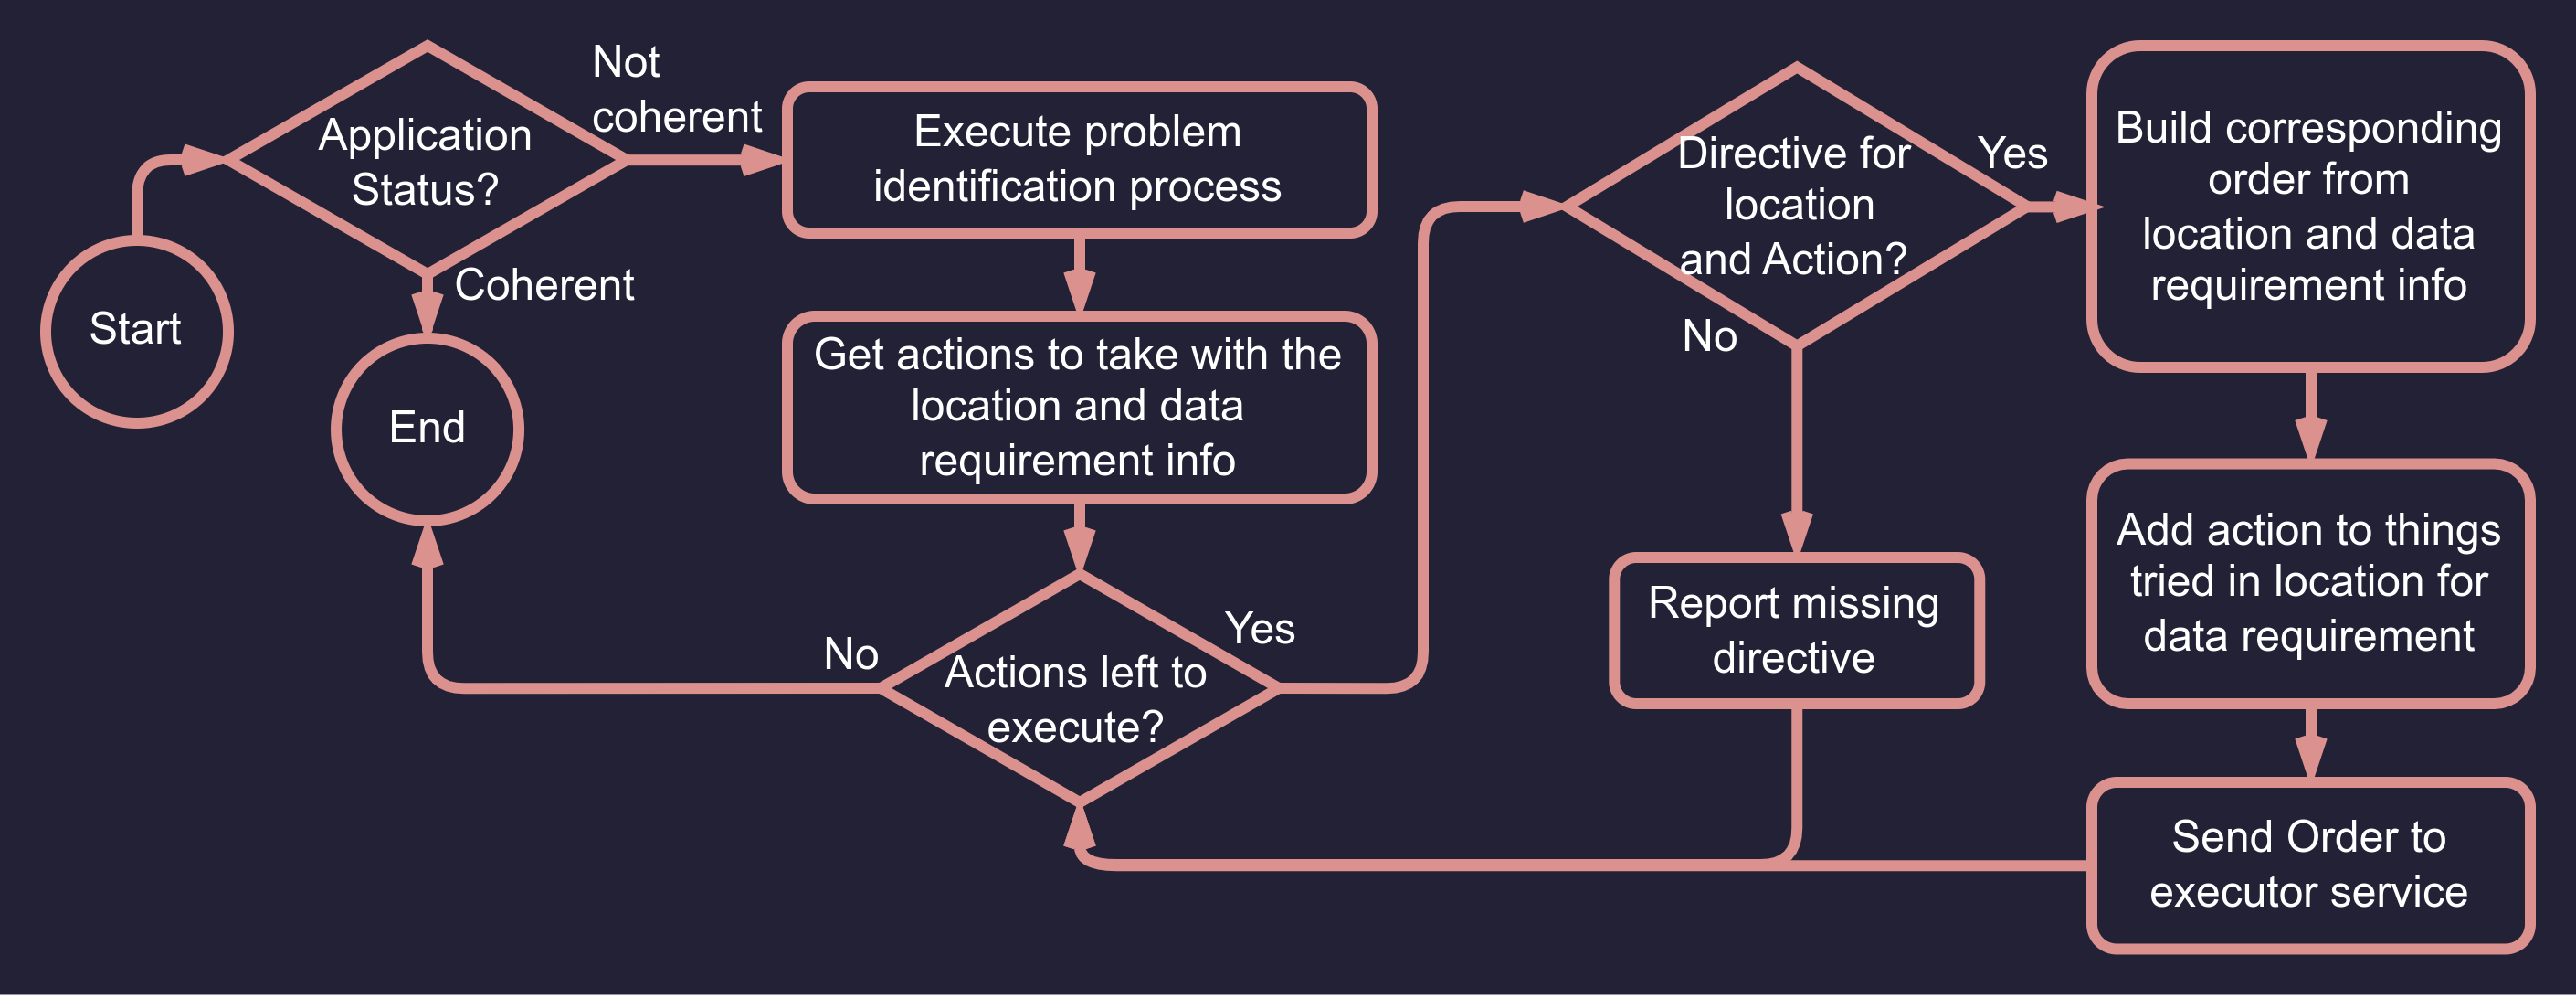 Start
Application
Status?
Not
coherent
Coherent
End
Execute problem
identification process
Get actions to take with the
location and data
requirement info
Actions left to
execute?
No
Yes
Directive for
location
and Action?
Yes
No
Report missing
directive
Build corresponding
order from
location and data
requirement info
Add action to things
tried in location for
data requirement
Send Order to
executor service